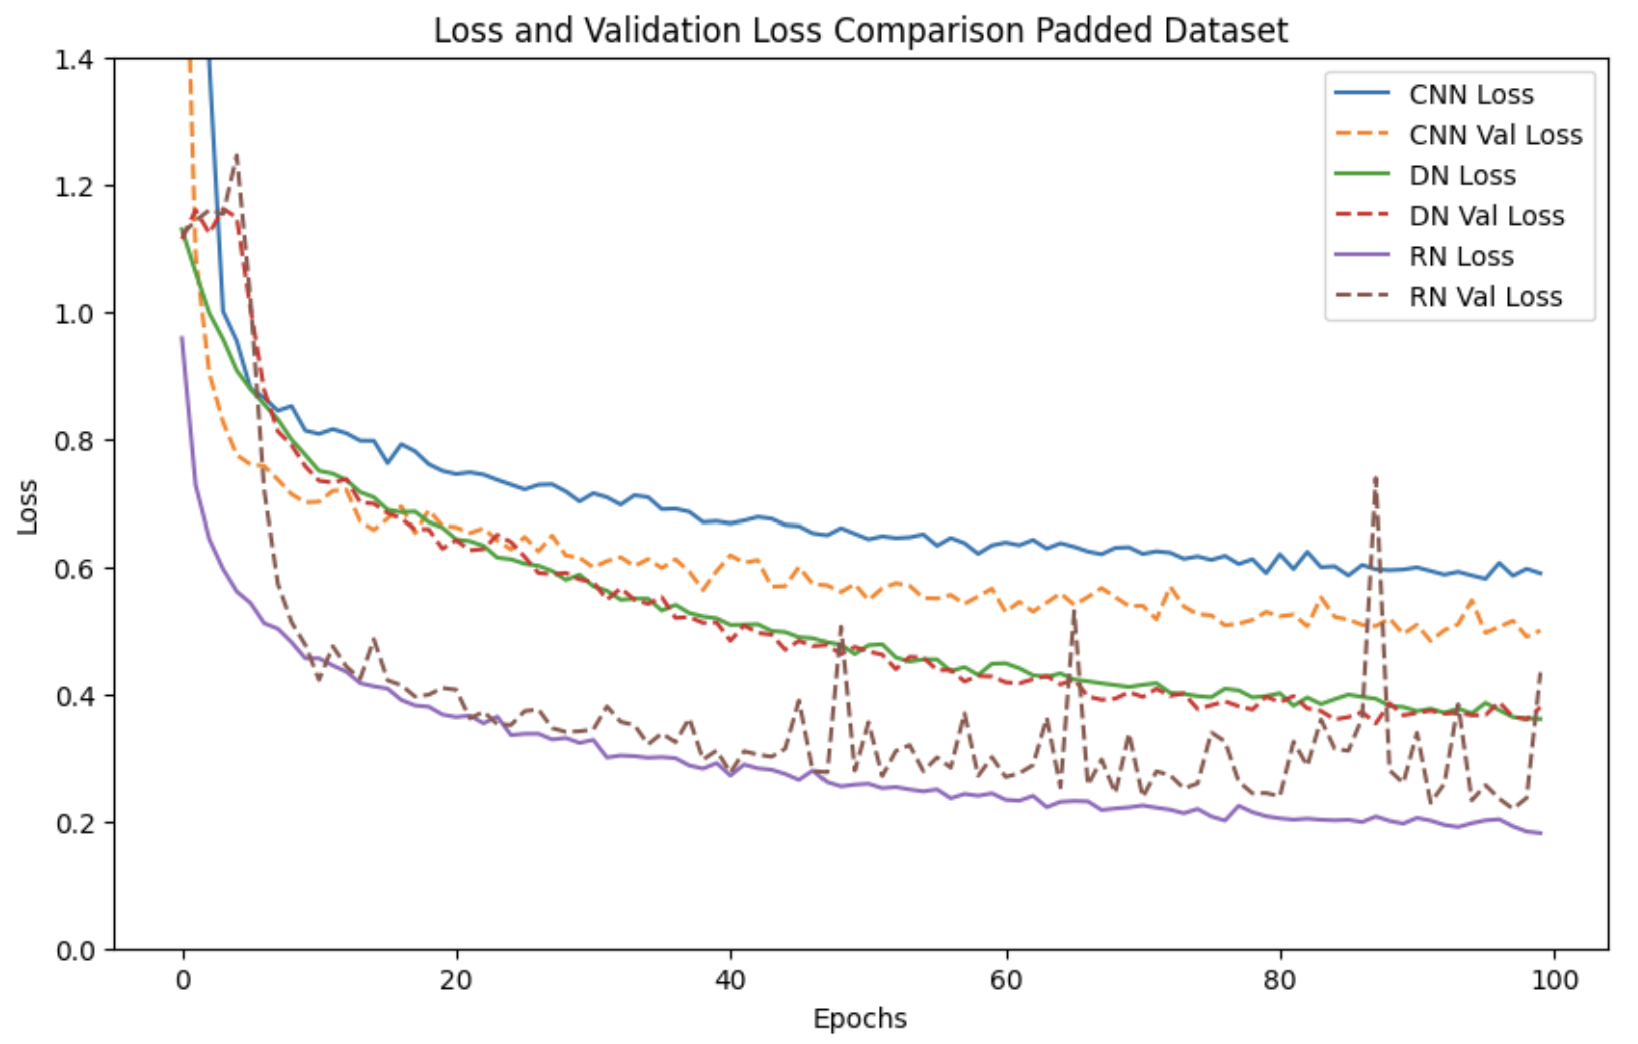 Loss and Validation Loss Comparison Padded Dataset
1.4
1.2
1.0
0.8
0.6
0.4
0.2
0.0
Loss
CNN Loss
CNN Val Loss
DN Loss
DN Val Loss
RN Loss
RN Val Loss
0 20 40 60 80 100
Epochs